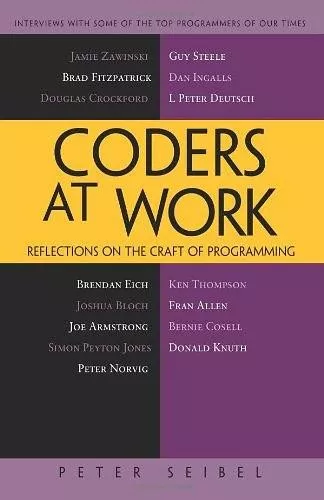 INTERVIEWS WITH SOME OF THE TOP PROGRAMMERS OF OUR TIMES
JAMIE ZAWINSKI
BRAD FITZPATRICK
DOUGLAS CROCKFORD
GUY STEELE
DAN INGALLS
L PETER DEUTSCH
CODERS
AT WORK
REFLECTIONS ON THE CRAFT OF PROGRAMMING
BRENDAN EICH
JOSHUA BLOCH
JOE ARMSTRONG
SIMON PEYTON JONES
PETER NORVIG
KEN THOMPSON
FRAN ALLEN
BERNIE COSELL
DONALD KNUTH
PETER SEIBEL